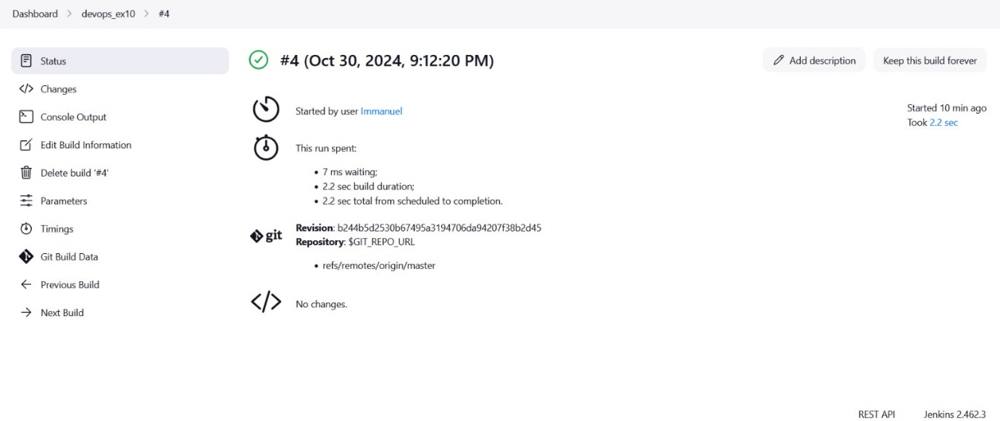 Dashboard > devops_ex10 > #4
Status
Changes
Console Output
Edit Build Information
Delete build ‘#4’
Parameters
Timings
Git Build Data
Previous Build
Next Build
#4 (Oct 30, 2024, 9:12:20 PM)
Add description
Keep this build forever
Started by user Immanuel
Started 10 min ago
Took 2.2 sec
This run spent:
• 7 ms waiting;
• 2.2 sec build duration;
• 2.2 sec total from scheduled to completion.
git
Revision: b244b5d2530b67495a3194706da94207f38b2d45
Repository: $GIT_REPO_URL
• refs/remotes/origin/master
No changes.
REST API
Jenkins 2.462.3